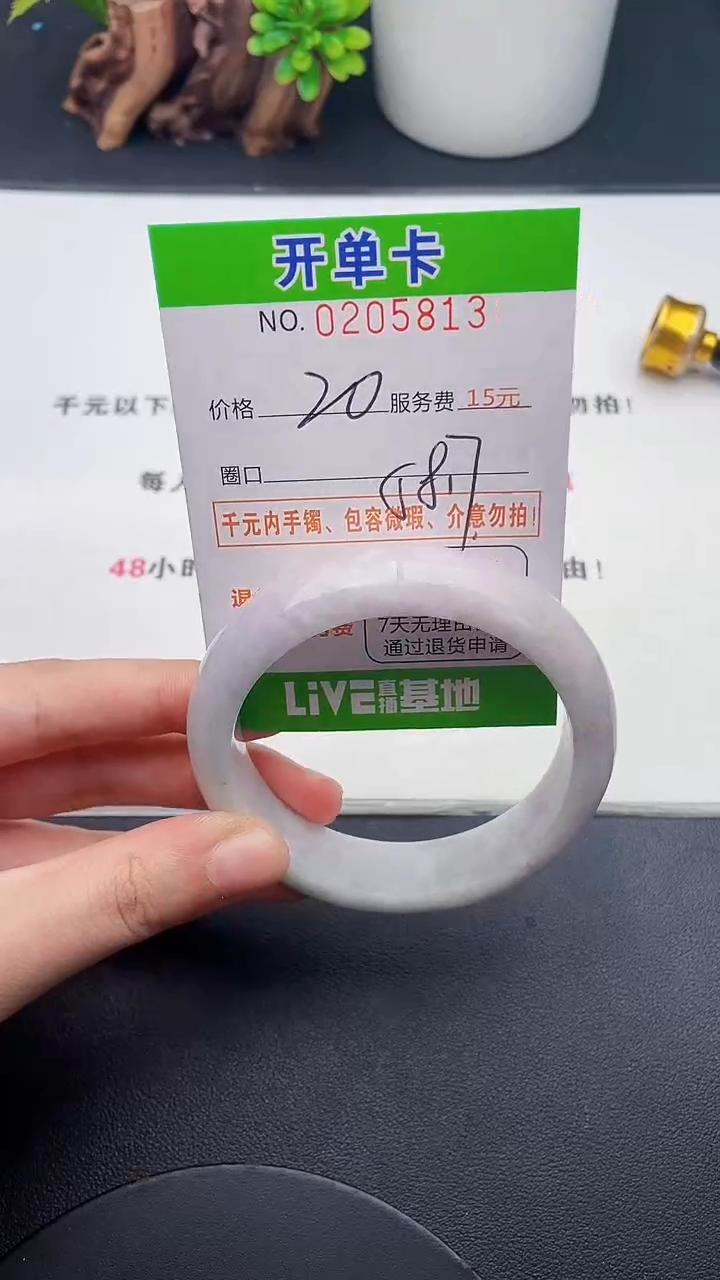 开单卡
NO. 0205813
价格 20 服务费 15元
圈口
千元内手镯、包容微瑕、介意勿拍!
千元以下 勿拍!
每人
48小时 由!
退
费 7天无理由
通过退货申请
LiVE直播基地